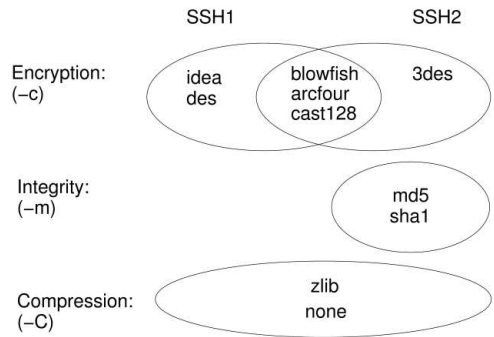 SSH1 SSH2
Encryption: idea blowfish 3des
(−c) des arcfour
cast128
Integrity: md5
(−m) sha1
Compression: zlib
(−C) none